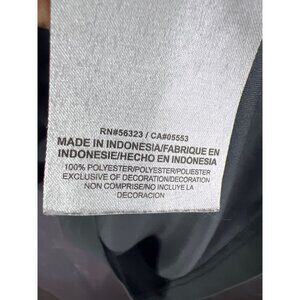 RN#56323 / CA#05553
MADE IN INDONESIA/FABRIQUE EN
INDONESIE/HECHO EN INDONESIA
100% POLYESTER/POLYESTER/POLIESTER
EXCLUSIVE OF DECORATION/DECORATION
NON COMPRISE/NO INCLUYE LA
DECORACION